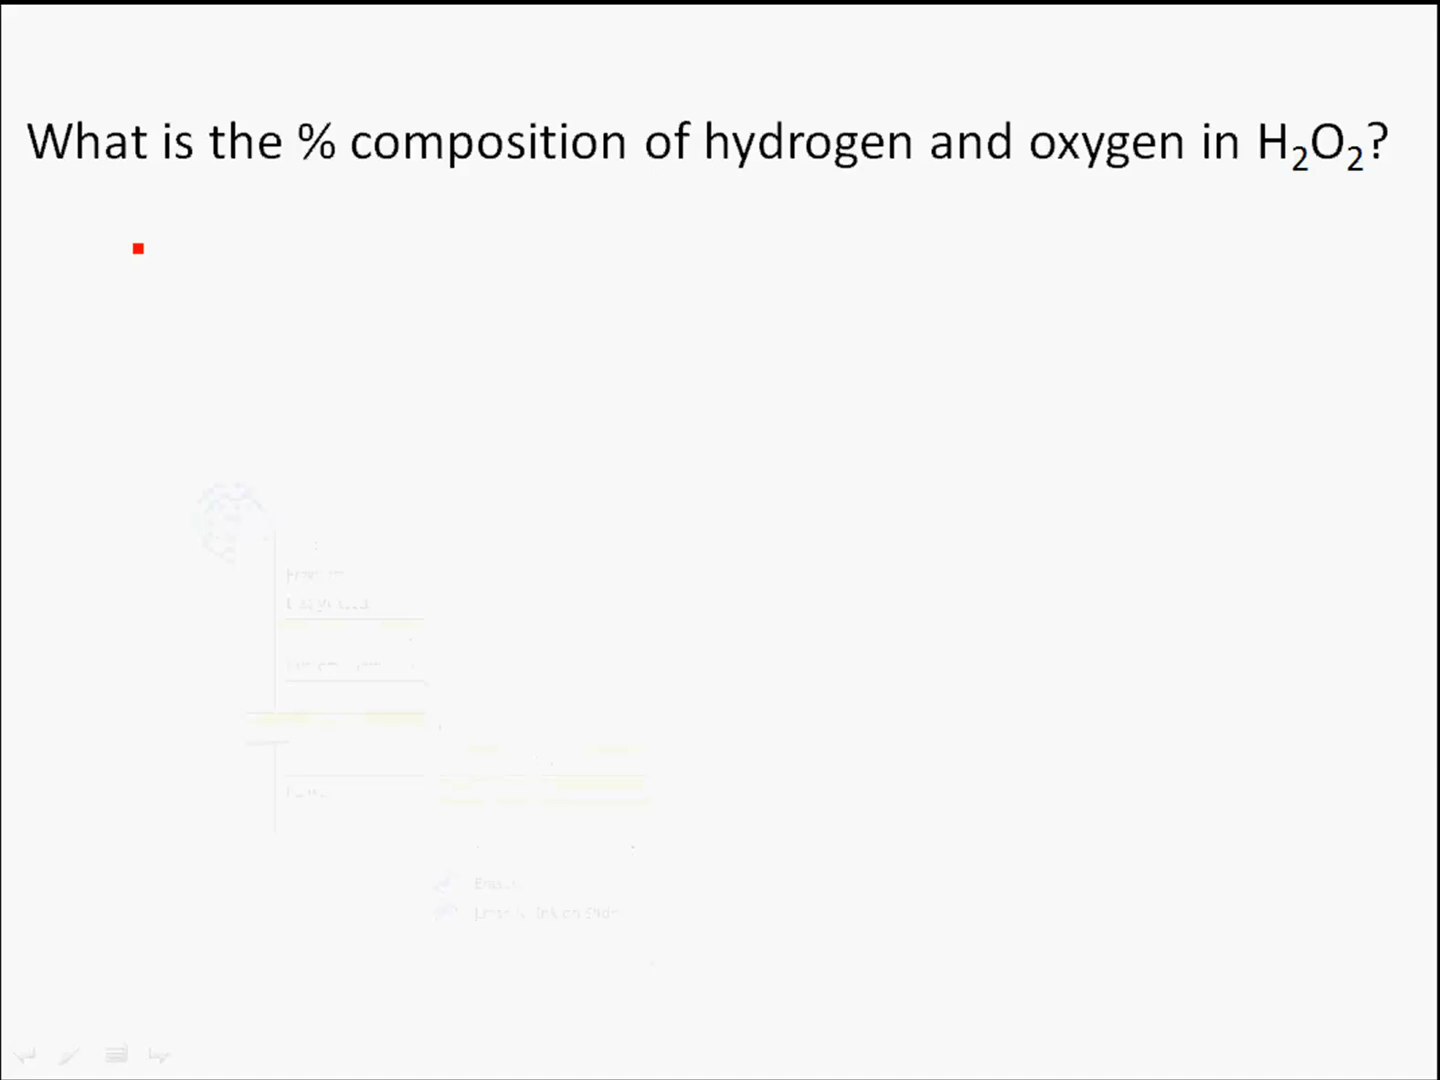 What is the % composition of hydrogen and oxygen in H₂O₂?